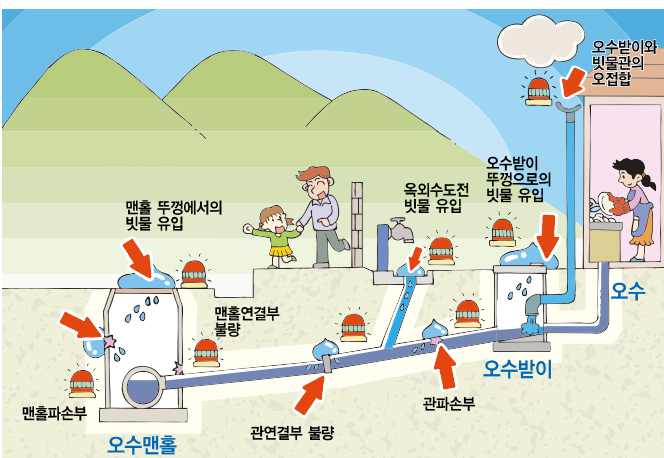 오수받이와
빗물관의
오접합
오수받이
뚜껑으로의
빗물 유입
옥외수도전
빗물 유입
맨홀 뚜껑에서의
빗물 유입
오수
맨홀연결부
불량
오수받이
맨홀파손부
관파손부
관연결부 불량
오수맨홀